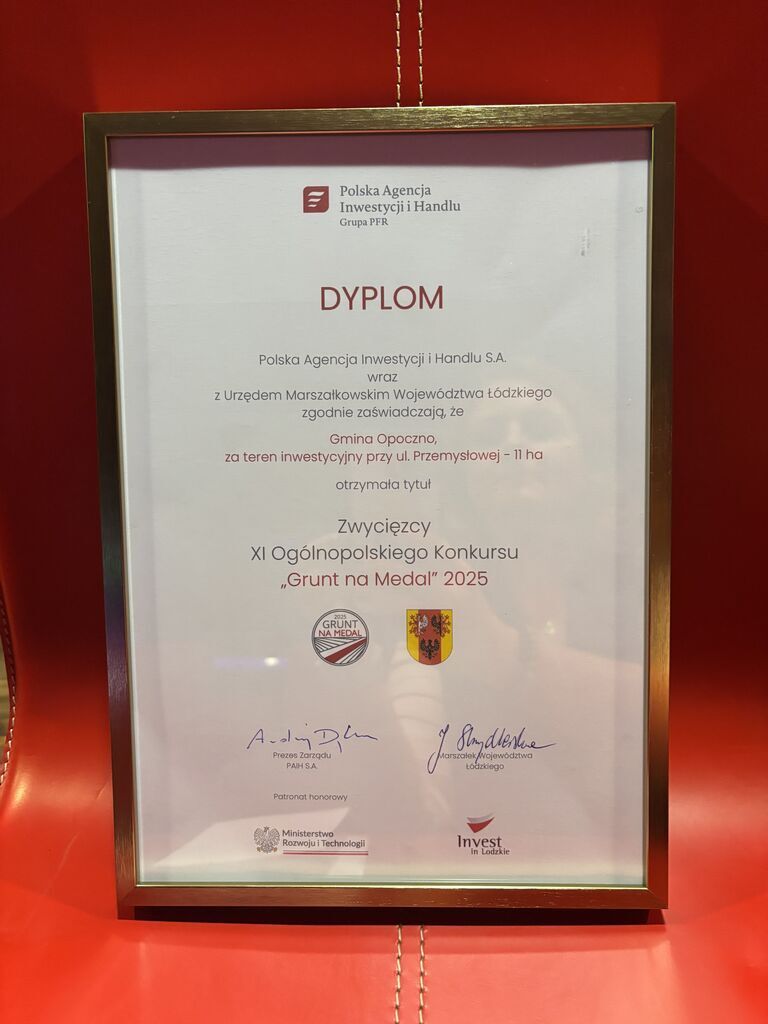 Polska Agencja
Inwestycji i Handlu
Grupa PFR
DYPLOM
Polska Agencja Inwestycji i Handlu S.A.
wraz
z Urzędem Marszałkowskim Województwa Łódzkiego
zgodnie zaświadczają, że
Gmina Opoczno,
za teren inwestycyjny przy ul. Przemysłowej - 11 ha
otrzymała tytuł
Zwycięzcy
XI Ogólnopolskiego Konkursu
„Grunt na Medal” 2025
2025
GRUNT
NA MEDAL
Prezes Zarządu
PAIH S.A.
Marszałek Województwa
Łódzkiego
Patronat honorowy
Ministerstwo
Rozwoju i Technologii
Invest
in Lodzkie